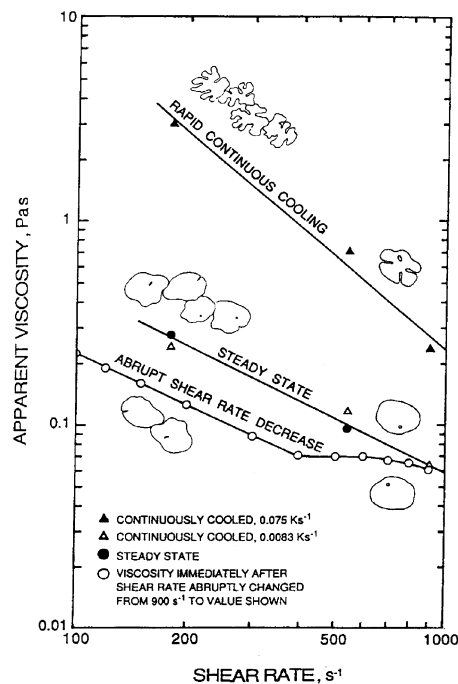 10
RAPID CONTINUOUS COOLING
1
APPARENT VISCOSITY, Pas
STEADY STATE
ABRUPT SHEAR RATE DECREASE
0.1
▲ CONTINUOUSLY COOLED, 0.075 Ks⁻¹
△ CONTINUOUSLY COOLED, 0.0083 Ks⁻¹
● STEADY STATE
○ VISCOSITY IMMEDIATELY AFTER
SHEAR RATE ABRUPTLY CHANGED
FROM 900 s⁻¹ TO VALUE SHOWN
0.01
100 200 500 1000
SHEAR RATE, s⁻¹